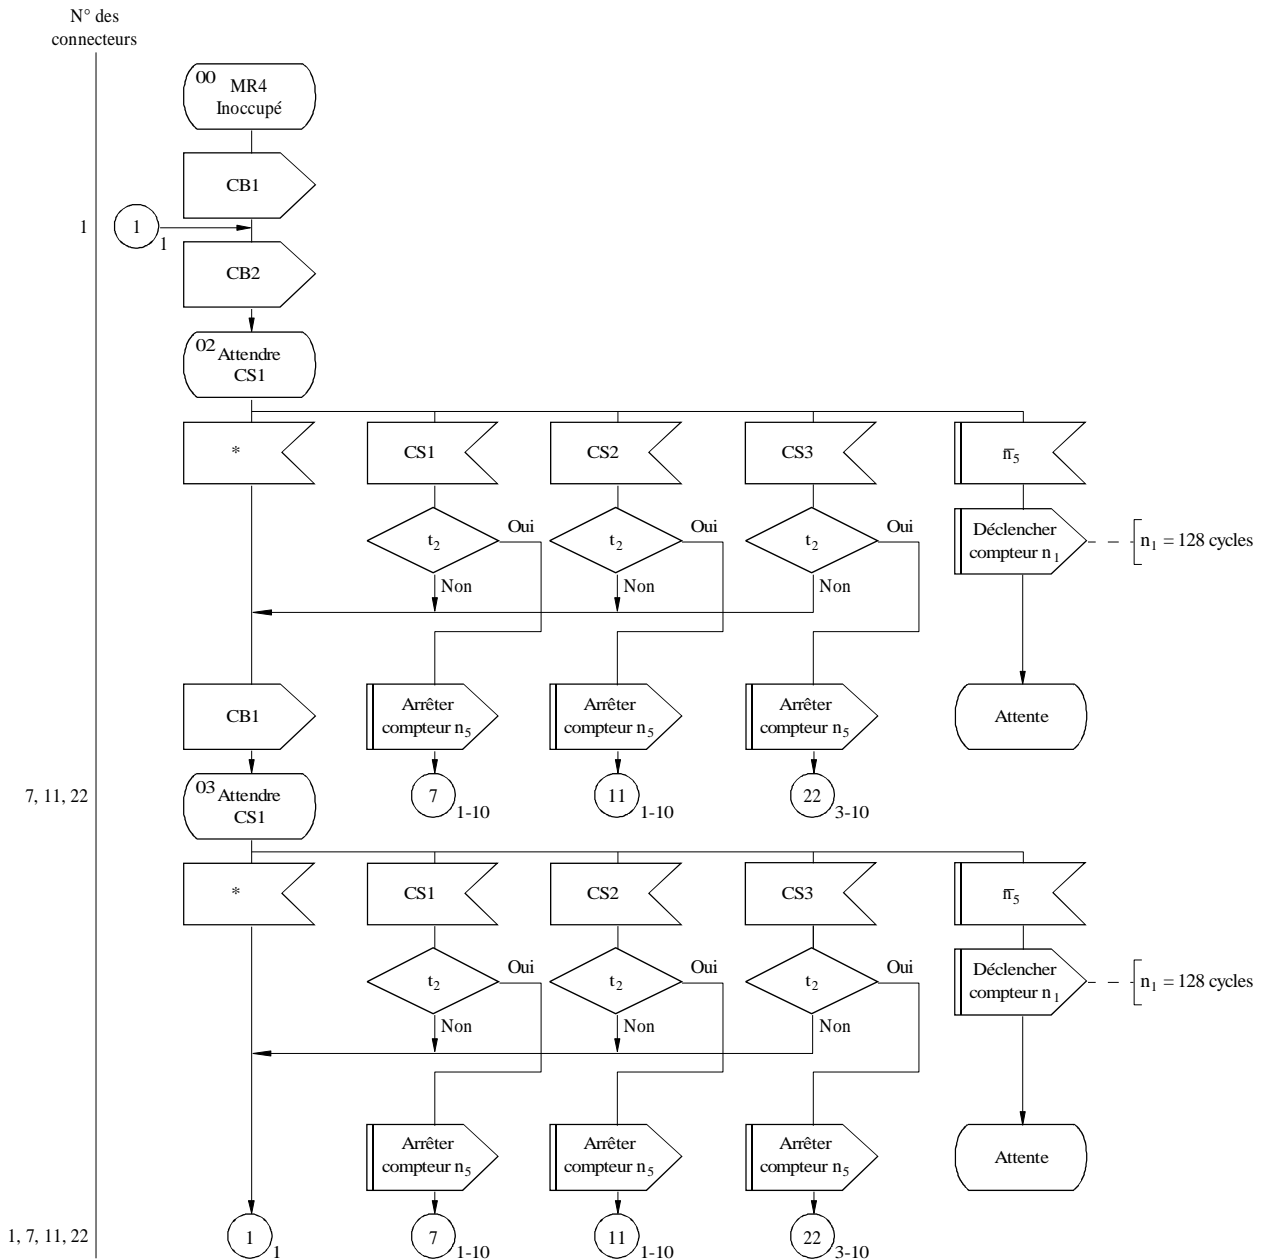 N° des
connecteurs
00
MR4
Inoccupé
CB1
1
1
1
CB2
02
Attendre
CS1
*
CS1
CS2
CS3
n̅5
t2
Oui
t2
Oui
t2
Oui
Déclencher
compteur n1
n1 = 128 cycles
Non
Non
Non
CB1
Arrêter
compteur n5
Arrêter
compteur n5
Arrêter
compteur n5
Attente
7, 11, 22
03
Attendre
CS1
7
1-10
11
1-10
22
3-10
*
CS1
CS2
CS3
n̅5
t2
Oui
t2
Oui
t2
Oui
Déclencher
compteur n1
n1 = 128 cycles
Non
Non
Non
Arrêter
compteur n5
Arrêter
compteur n5
Arrêter
compteur n5
Attente
1, 7, 11, 22
1
1
7
1-10
11
1-10
22
3-10